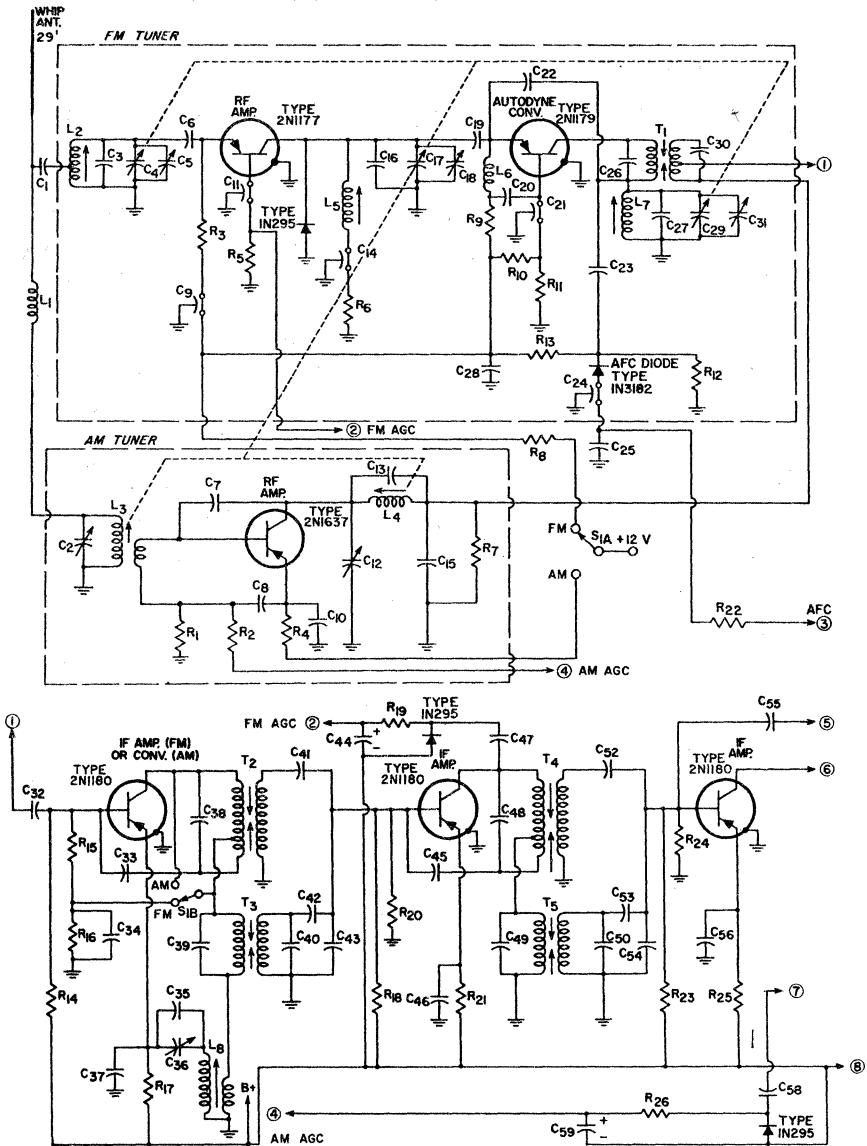 WHIP
ANT.
29'
FM TUNER
C22
RF
AMP.
TYPE
2N1177
AUTODYNE
CONV.
TYPE
2N1179
L2
C6
C19
T1
C1
C3
C4
C5
C11
C16
C17
C18
L6
C20
C21
C26
C30
①
L5
TYPE
IN295
L7
C27
C29
C31
R3
R5
C14
R9
R10
R11
C23
L1
C9
R6
R13
C28
AFC DIODE
TYPE
IN3182
C24
R12
② FM AGC
R8
C25
AM TUNER
L3
C7
RF
AMP.
TYPE
2N1637
C13
L4
C2
C12
C15
R7
FM
S1A +12 V
AM
C8
C10
R1
R2
R4
R22
AFC
③
④ AM AGC
①
IF AMP. (FM)
OR CONV. (AM)
TYPE
2N1180
T2
C41
FM AGC ②
R19
TYPE
IN295
C44
+
-
C47
IF
AMP.
TYPE
2N1180
T4
C52
C55
⑤
IF
AMP.
TYPE
2N1180
⑥
C32
C38
C48
R15
C33
AM
C45
R24
FM S1B
T3
C42
R20
T5
C53
R16
C34
C39
C40
C43
C49
C50
C54
C56
R14
R18
C46
R21
R23
R25
⑦
C35
C36
L8
C37
R17
B+
⑧
C58
④
AM AGC
R26
C59
+
-
TYPE
IN295